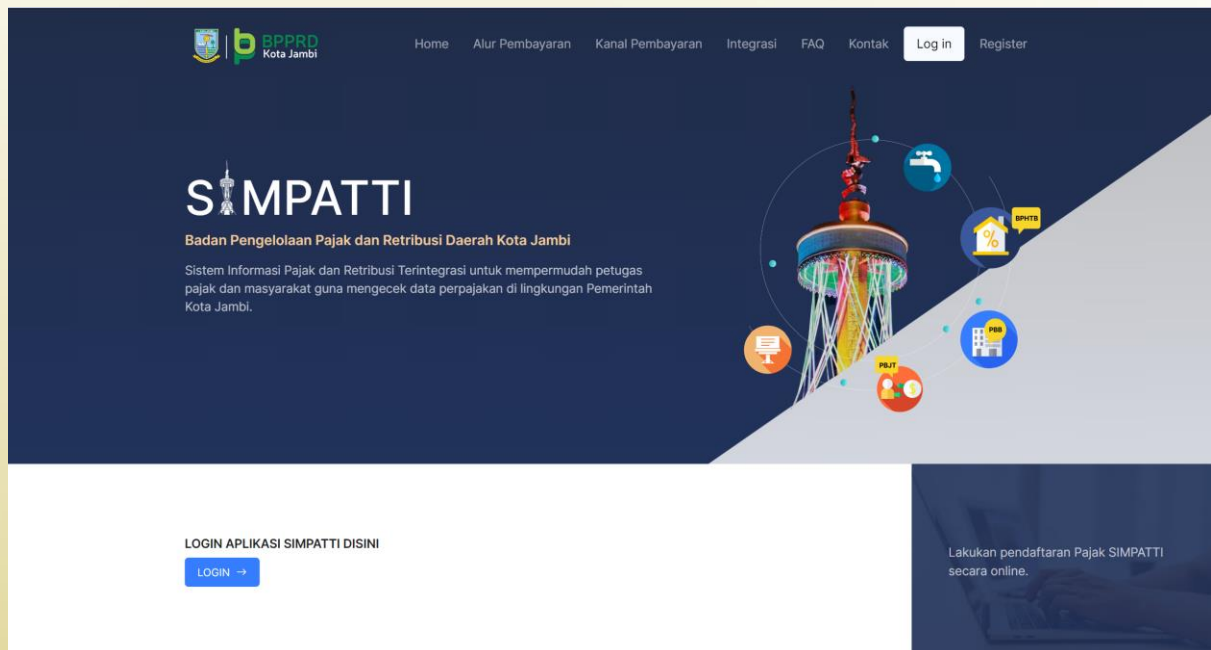 BPPRD
Kota Jambi
Home
Alur Pembayaran
Kanal Pembayaran
Integrasi
FAQ
Kontak
Log in
Register
SIMPATTI
Badan Pengelolaan Pajak dan Retribusi Daerah Kota Jambi
Sistem Informasi Pajak dan Retribusi Terintegrasi untuk mempermudah petugas
pajak dan masyarakat guna mengecek data perpajakan di lingkungan Pemerintah
Kota Jambi.
BPHTB
%
PBB
PBJT
$
LOGIN APLIKASI SIMPATTI DISINI
LOGIN →
Lakukan pendaftaran Pajak SIMPATTI
secara online.